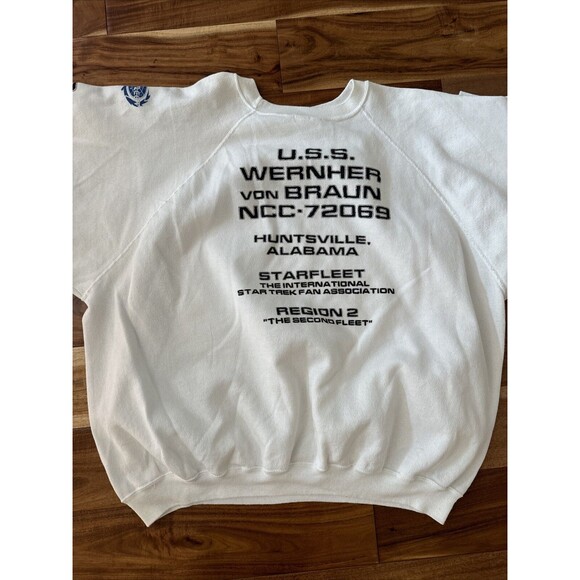 U.S.S.
WERNHER
VON BRAUN
NCC-72069
HUNTSVILLE,
ALABAMA
STARFLEET
THE INTERNATIONAL
STAR TREK FAN ASSOCIATION
REGION 2
"THE SECOND FLEET"